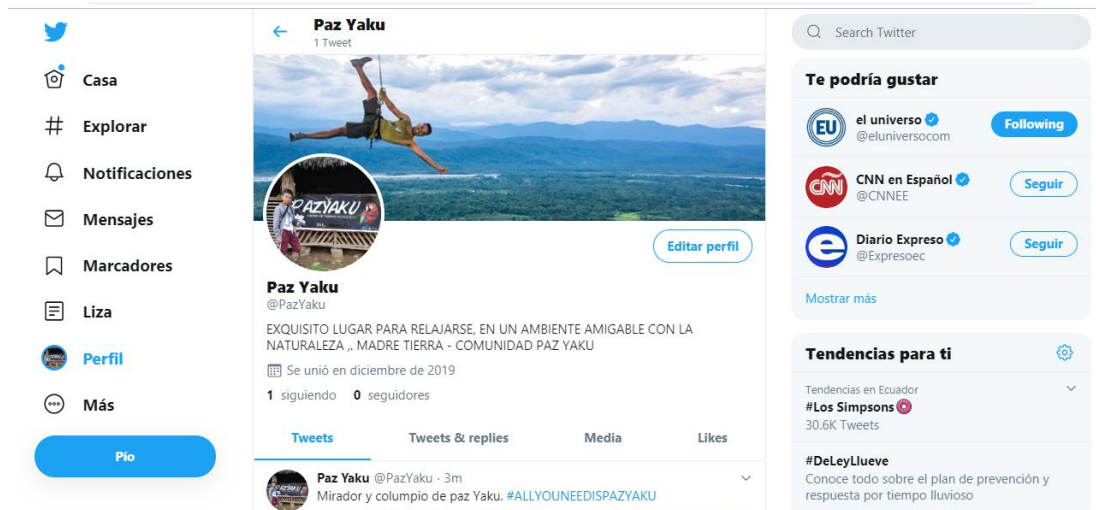 Casa
Explorar
Notificaciones
Mensajes
Marcadores
Liza
Perfil
Más
Pío
Paz Yaku
1 Tweet
PAZYAKU
Editar perfil
Paz Yaku
@PazYaku
EXQUISITO LUGAR PARA RELAJARSE, EN UN AMBIENTE AMIGABLE CON LA
NATURALEZA ,. MADRE TIERRA - COMUNIDAD PAZ YAKU
Se unió en diciembre de 2019
1 siguiendo 0 seguidores
Tweets Tweets & replies Media Likes
Paz Yaku @PazYaku · 3m
Mirador y columpio de paz Yaku. #ALLYOUNEEDISPAZYAKU
Search Twitter
Te podría gustar
EU
el universo
@eluniversocom
Following
CNN
CNN en Español
@CNNEE
Seguir
e
Diario Expreso
@Expresoec
Seguir
Mostrar más
Tendencias para ti
Tendencias en Ecuador
#Los Simpsons
30.6K Tweets
#DeLeyLlueve
Conoce todo sobre el plan de prevención y
respuesta por tiempo lluvioso